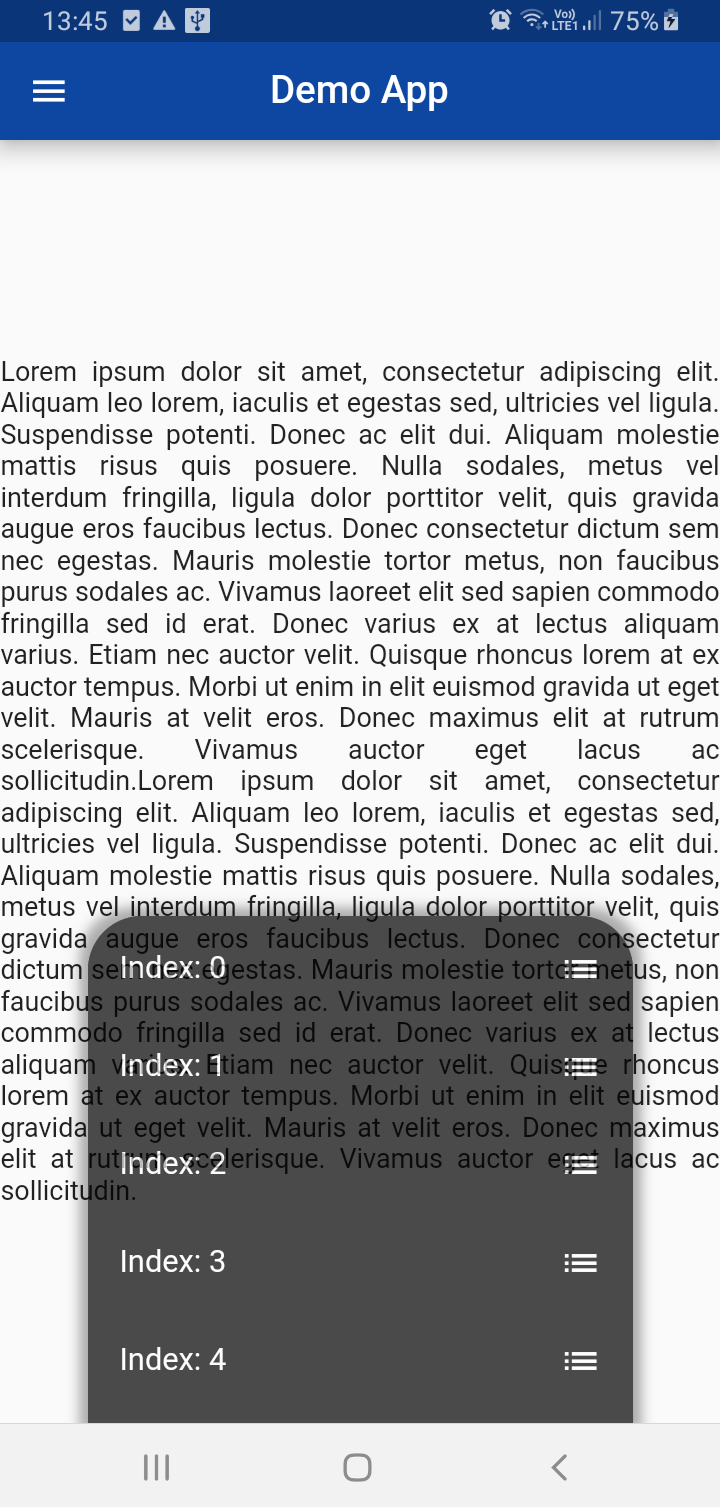 13:45 Vo)) LTE1 75%
Demo App
Lorem ipsum dolor sit amet, consectetur adipiscing elit.
Aliquam leo lorem, iaculis et egestas sed, ultricies vel ligula.
Suspendisse potenti. Donec ac elit dui. Aliquam molestie
mattis risus quis posuere. Nulla sodales, metus vel
interdum fringilla, ligula dolor porttitor velit, quis gravida
augue eros faucibus lectus. Donec consectetur dictum sem
nec egestas. Mauris molestie tortor metus, non faucibus
purus sodales ac. Vivamus laoreet elit sed sapien commodo
fringilla sed id erat. Donec varius ex at lectus aliquam
varius. Etiam nec auctor velit. Quisque rhoncus lorem at ex
auctor tempus. Morbi ut enim in elit euismod gravida ut eget
velit. Mauris at velit eros. Donec maximus elit at rutrum
scelerisque. Vivamus auctor eget lacus ac
sollicitudin.Lorem ipsum dolor sit amet, consectetur
adipiscing elit. Aliquam leo lorem, iaculis et egestas sed,
ultricies vel ligula. Suspendisse potenti. Donec ac elit dui.
Aliquam molestie mattis risus quis posuere. Nulla sodales,
metus vel interdum fringilla, ligula dolor porttitor velit, quis
gravida augue eros faucibus lectus. Donec consectetur
dictum sem nec egestas. Mauris molestie tortor metus, non
Index: 0
faucibus purus sodales ac. Vivamus laoreet elit sed sapien
commodo fringilla sed id erat. Donec varius ex at lectus
aliquam varius. Etiam nec auctor velit. Quisque rhoncus
Index: 1
lorem at ex auctor tempus. Morbi ut enim in elit euismod
gravida ut eget velit. Mauris at velit eros. Donec maximus
elit at rutrum scelerisque. Vivamus auctor eget lacus ac
Index: 2
sollicitudin.
Index: 3
Index: 4